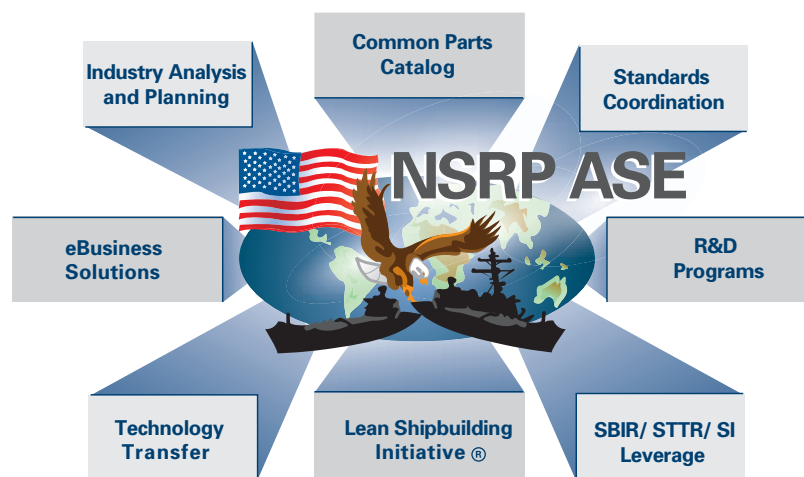 Common Parts
Catalog
Industry Analysis
and Planning
Standards
Coordination
NSRP ASE
eBusiness
Solutions
R&D
Programs
Technology
Transfer
Lean Shipbuilding
Initiative ®
SBIR/ STTR/ SI
Leverage